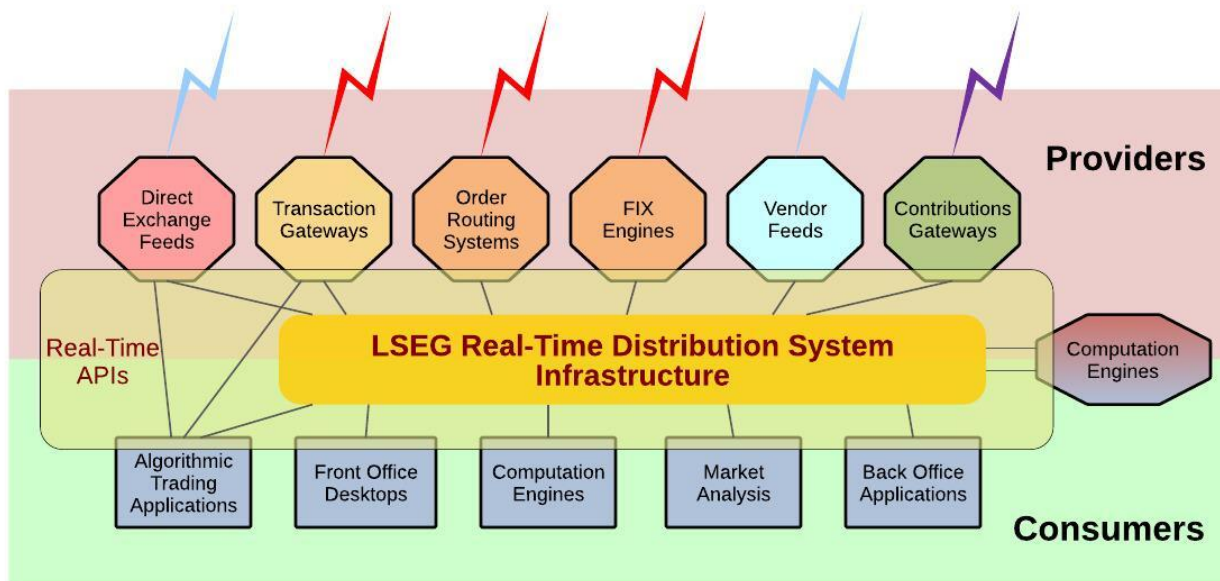 Providers
Direct
Exchange
Feeds
Transaction
Gateways
Order
Routing
Systems
FIX
Engines
Vendor
Feeds
Contributions
Gateways
Real-Time
APIs
LSEG Real-Time Distribution System
Infrastructure
Computation
Engines
Algorithmic
Trading
Applications
Front Office
Desktops
Computation
Engines
Market
Analysis
Back Office
Applications
Consumers